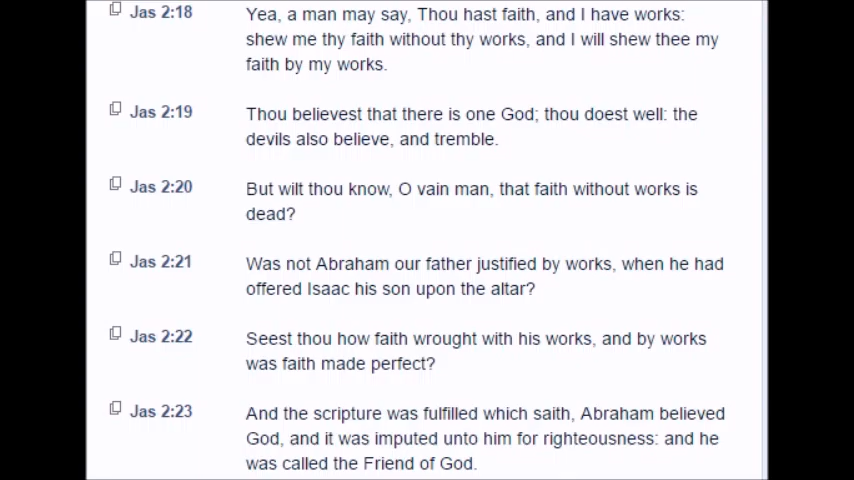 Jas 2:18 Yea, a man may say, Thou hast faith, and I have works:
shew me thy faith without thy works, and I will shew thee my
faith by my works.
Jas 2:19 Thou believest that there is one God; thou doest well: the
devils also believe, and tremble.
Jas 2:20 But wilt thou know, O vain man, that faith without works is
dead?
Jas 2:21 Was not Abraham our father justified by works, when he had
offered Isaac his son upon the altar?
Jas 2:22 Seest thou how faith wrought with his works, and by works
was faith made perfect?
Jas 2:23 And the scripture was fulfilled which saith, Abraham believed
God, and it was imputed unto him for righteousness: and he
was called the Friend of God.